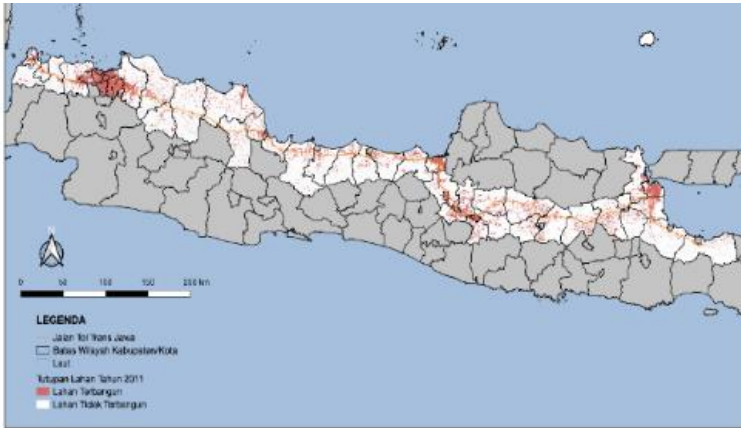 N
0 50 100 150 200 km
LEGENDA
Jalan Tol Trans Jawa
Batas Wilayah Kabupaten/Kota
Laut
Tutupan Lahan Tahun 2011
Lahan Terbangun
Lahan Tidak Terbangun